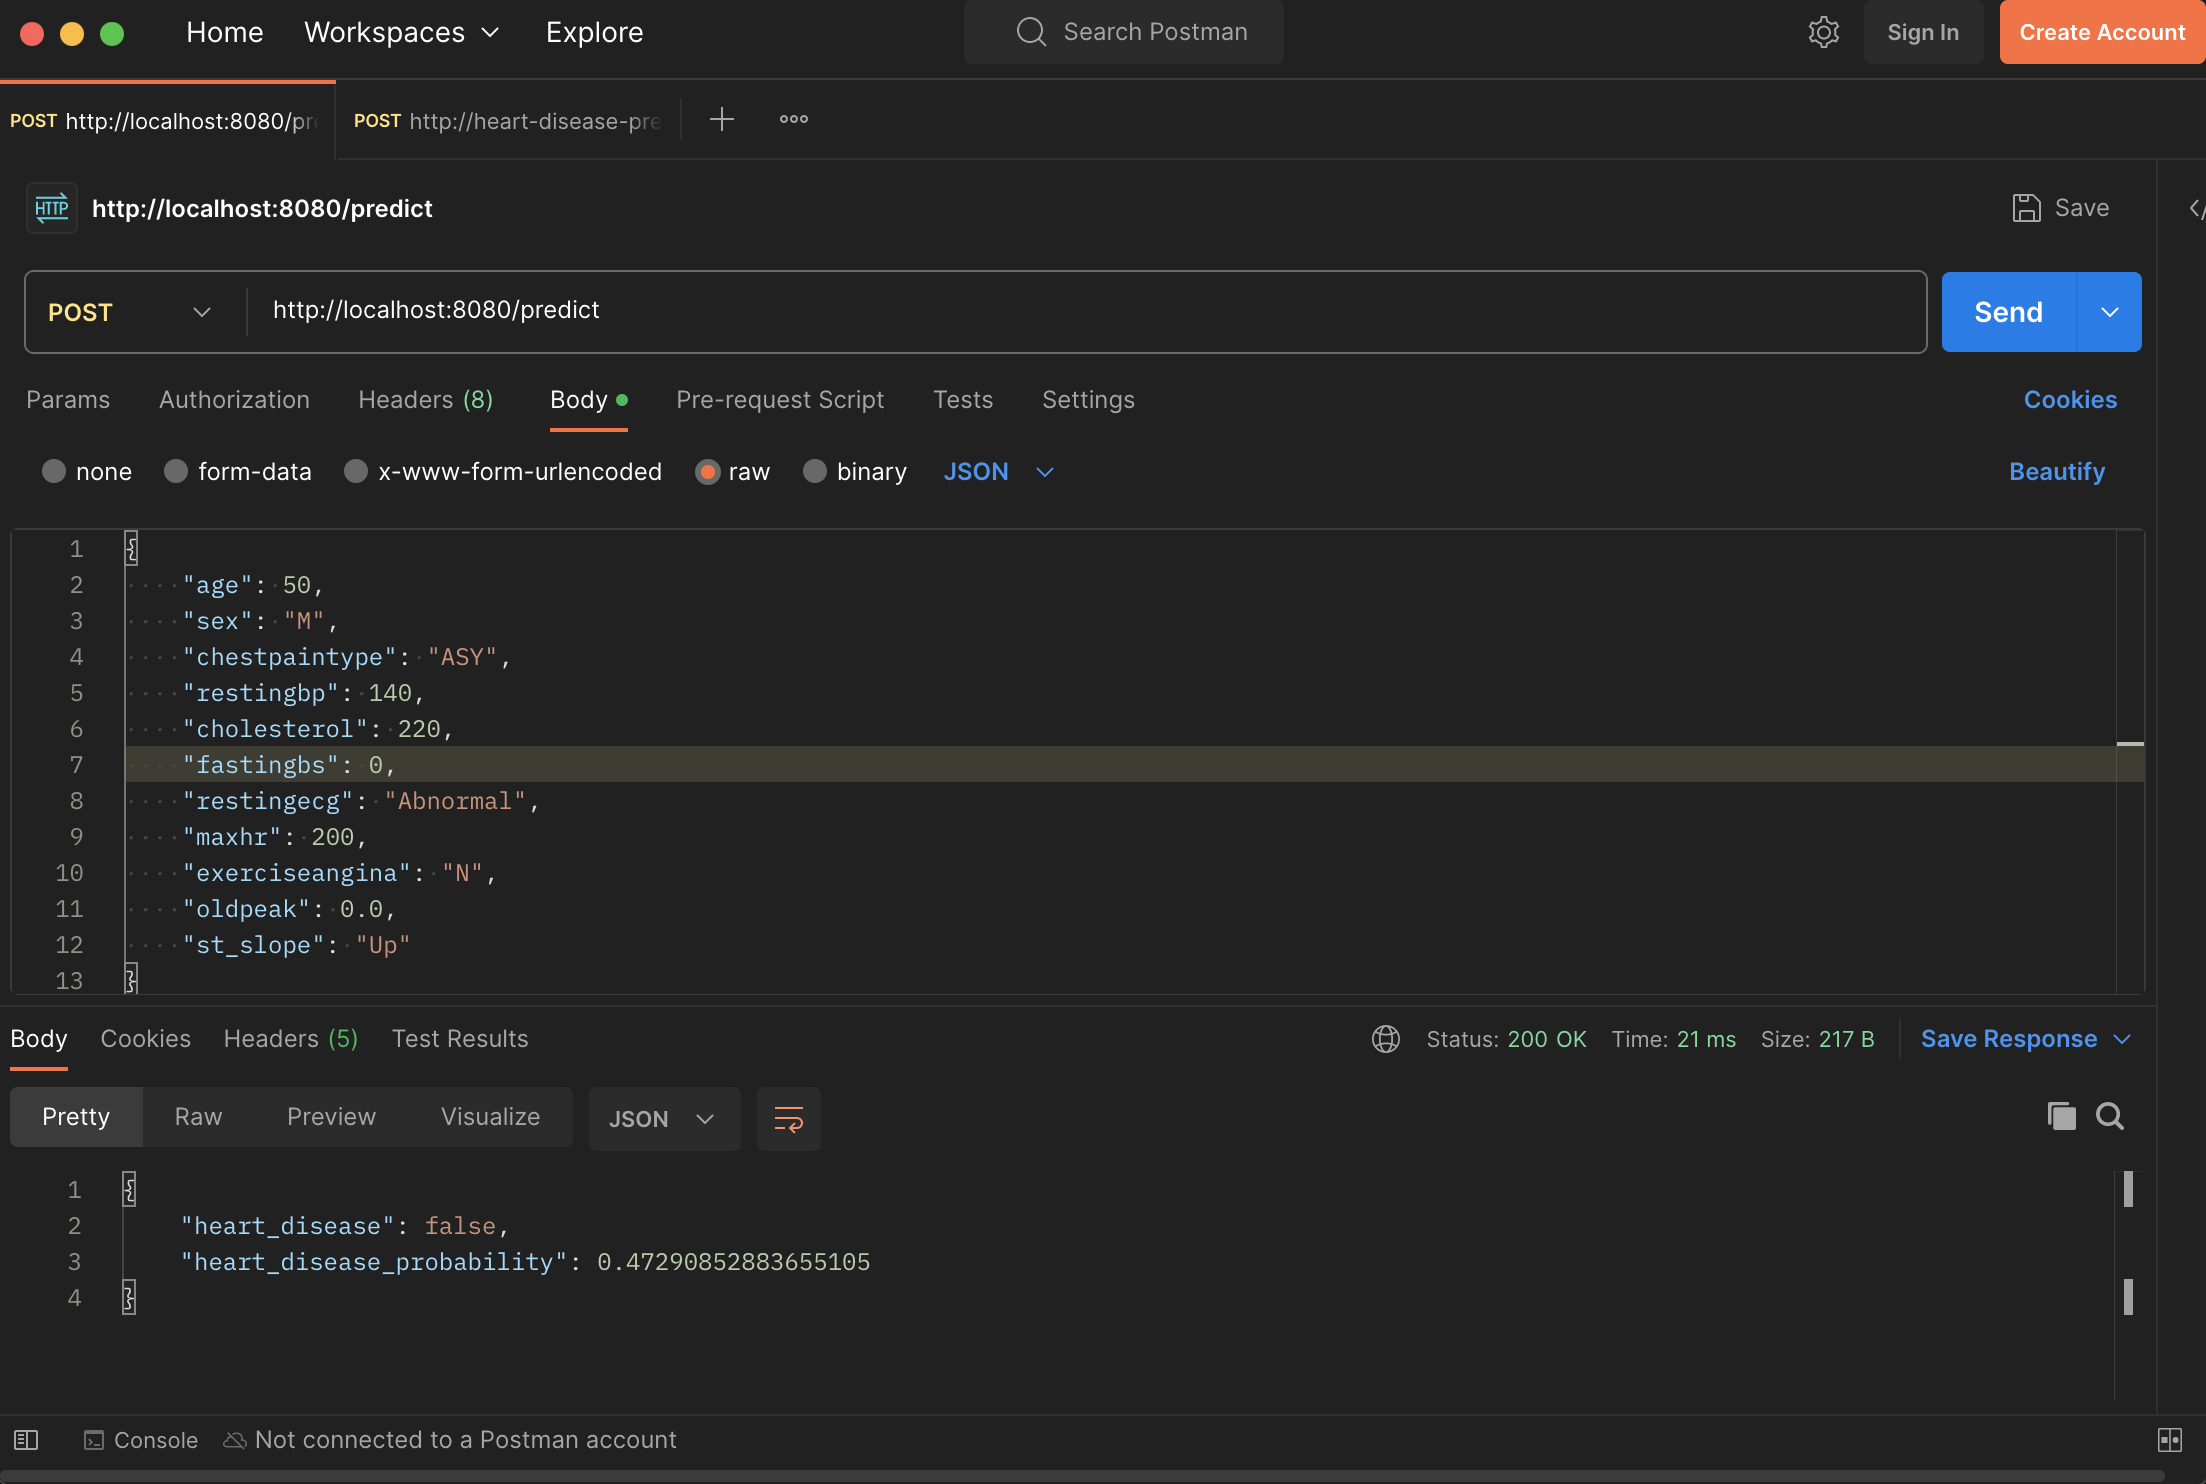 Home Workspaces Explore Search Postman Sign In Create Account
POST http://localhost:8080/pr POST http://heart-disease-pre
HTTP http://localhost:8080/predict Save
POST http://localhost:8080/predict Send
Params Authorization Headers (8) Body Pre-request Script Tests Settings Cookies
none form-data x-www-form-urlencoded raw binary JSON Beautify
1 {
2 "age": 50,
3 "sex": "M",
4 "chestpaintype": "ASY",
5 "restingbp": 140,
6 "cholesterol": 220,
7 "fastingbs": 0,
8 "restingecg": "Abnormal",
9 "maxhr": 200,
10 "exerciseangina": "N",
11 "oldpeak": 0.0,
12 "st_slope": "Up"
13 }
Body Cookies Headers (5) Test Results Status: 200 OK Time: 21 ms Size: 217 B Save Response
Pretty Raw Preview Visualize JSON
1 {
2 "heart_disease": false,
3 "heart_disease_probability": 0.47290852883655105
4 }
Console Not connected to a Postman account